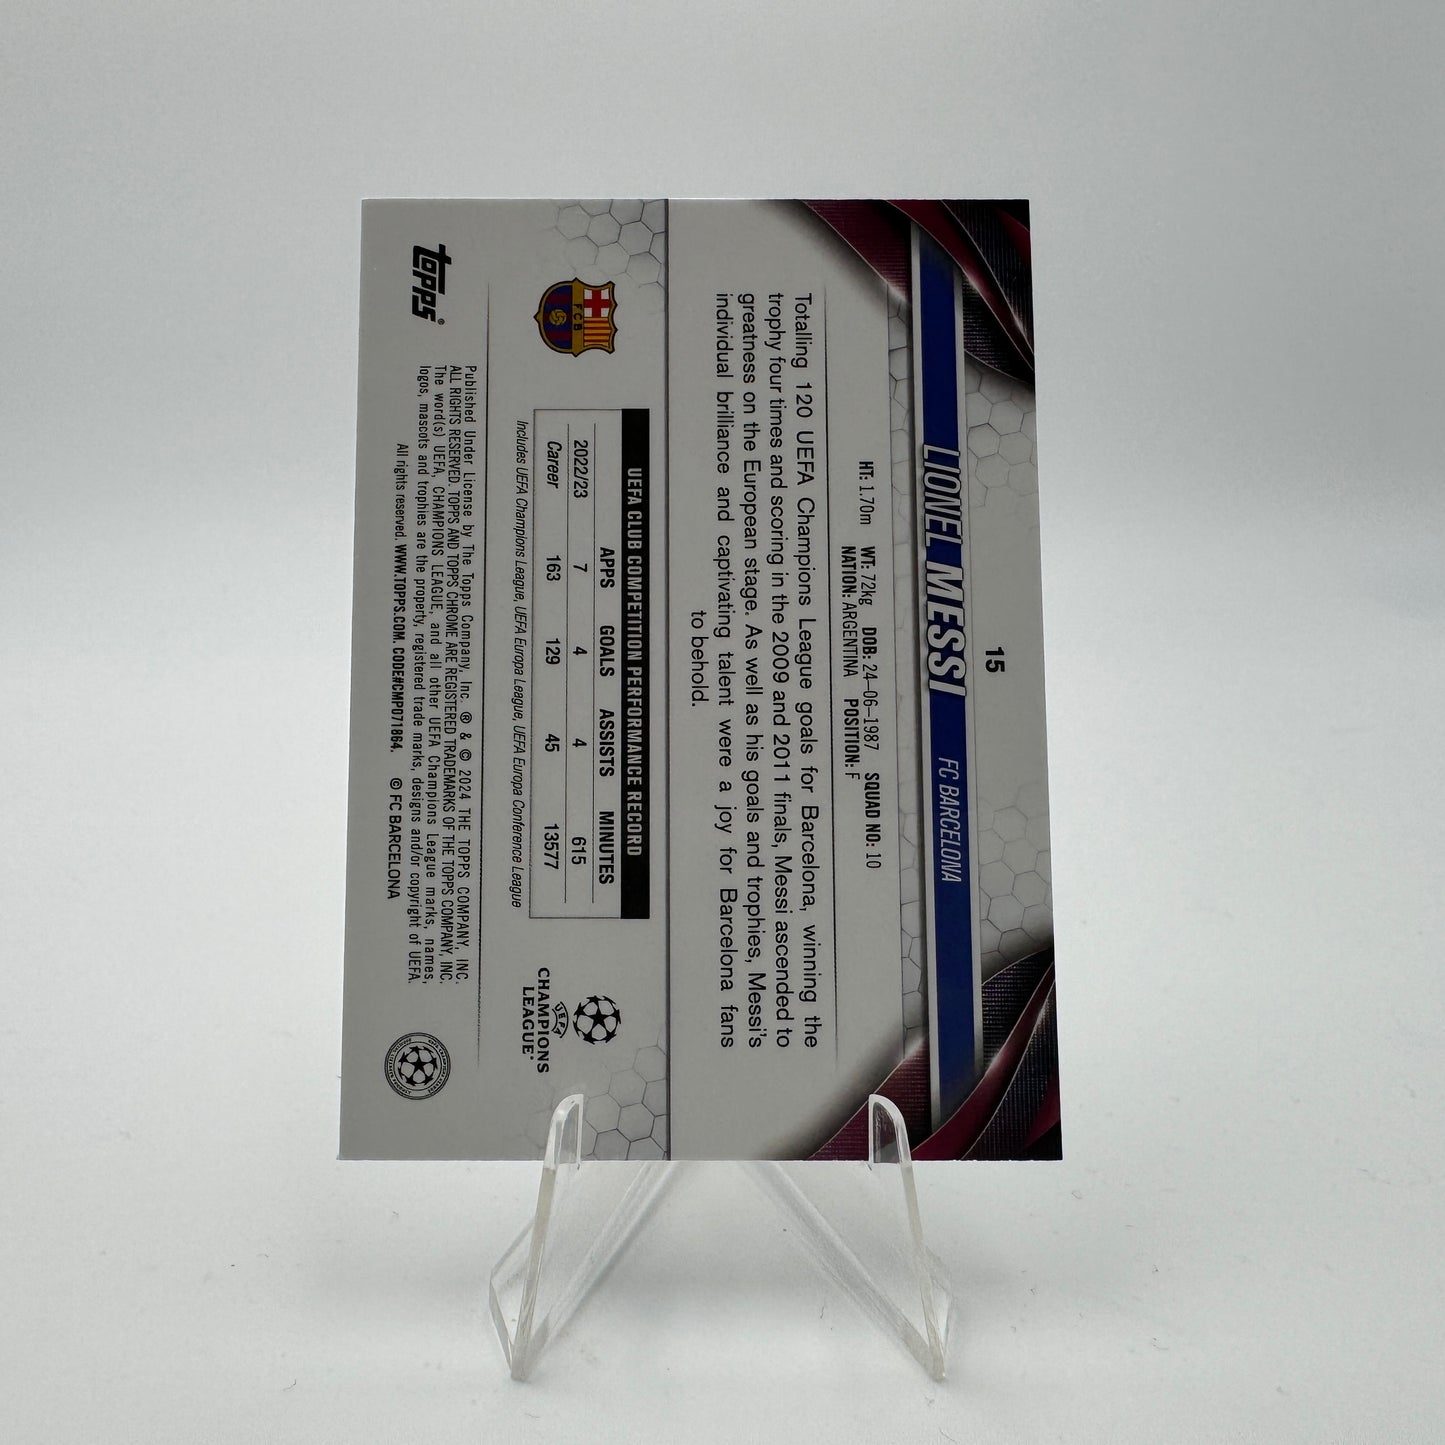 15
LIONEL MESSI FC BARCELONA
HT: 1.70m WT: 72kg DOB: 24-06-1987 SQUAD NO: 10
NATION: ARGENTINA POSITION: F
Totalling 120 UEFA Champions League goals for Barcelona, winning the
trophy four times and scoring in the 2009 and 2011 finals, Messi ascended to
greatness on the European stage. As well as his goals and trophies, Messi's
individual brilliance and captivating talent were a joy for Barcelona fans
to behold.
FCB
UEFA CLUB COMPETITION PERFORMANCE RECORD
APPS GOALS ASSISTS MINUTES
2022/23 7 4 4 615
Career 163 129 45 13577
Includes UEFA Champions League, UEFA Europa League, UEFA Europa Conference League
UEFA
CHAMPIONS
LEAGUE®
topps®
Published Under License by The Topps Company, Inc. ® & © 2024 THE TOPPS COMPANY, INC.
ALL RIGHTS RESERVED. TOPPS AND TOPPS CHROME ARE REGISTERED TRADEMARKS OF THE TOPPS COMPANY, INC.
The word(s) UEFA, CHAMPIONS LEAGUE, and all other UEFA Champions League marks, names,
logos, mascots and trophies are the property, registered trade marks, designs and/or copyright of UEFA.
All rights reserved. WWW.TOPPS.COM. CODE#CMP071864. © FC BARCELONA